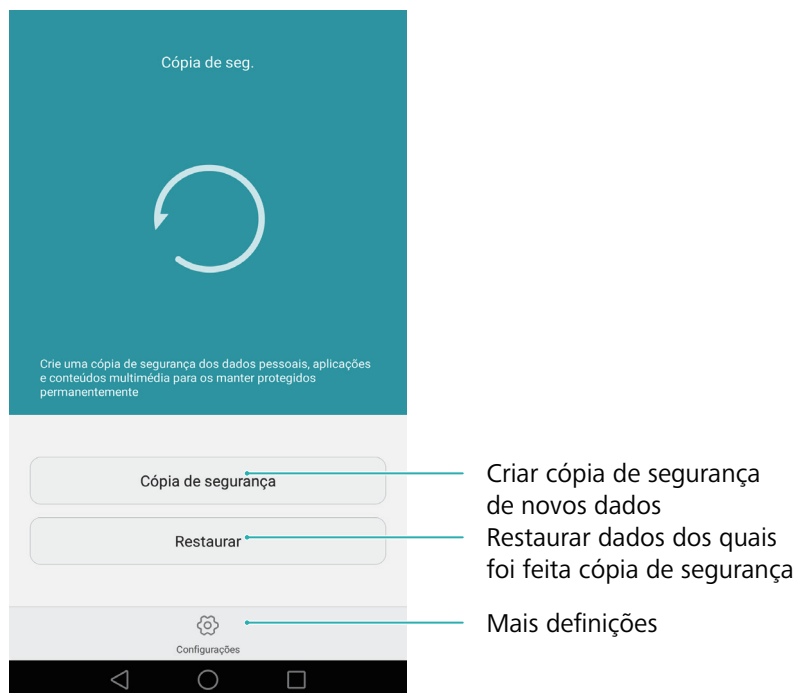 Cópia de seg.
Crie uma cópia de segurança dos dados pessoais, aplicações
e conteúdos multimédia para os manter protegidos
permanentemente
Cópia de segurança
Criar cópia de segurança
de novos dados
Restaurar
Restaurar dados dos quais
foi feita cópia de segurança
Configurações
Mais definições